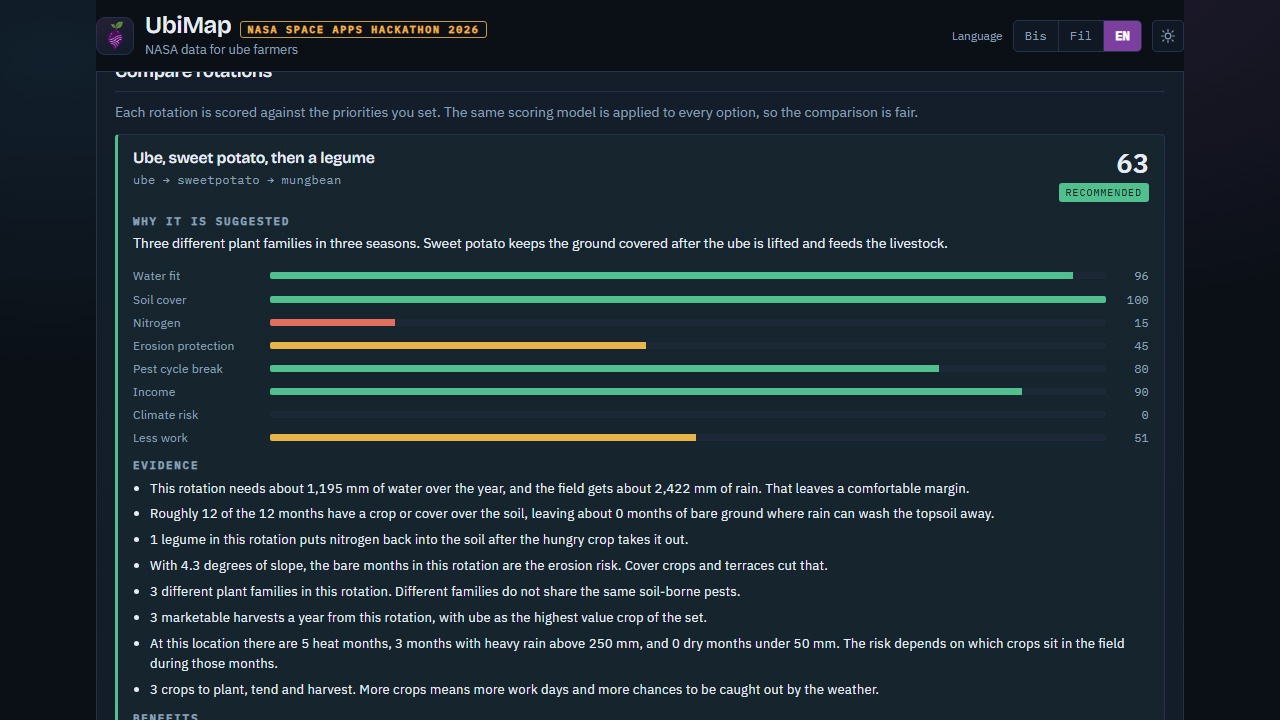 UbiMap NASA SPACE APPS HACKATHON 2026
NASA data for ube farmers
Language Bis Fil EN
Compare rotations
Each rotation is scored against the priorities you set. The same scoring model is applied to every option, so the comparison is fair.
Ube, sweet potato, then a legume
63
ube → sweetpotato → mungbean
RECOMMENDED
WHY IT IS SUGGESTED
Three different plant families in three seasons. Sweet potato keeps the ground covered after the ube is lifted and feeds the livestock.
Water fit 96
Soil cover 100
Nitrogen 15
Erosion protection 45
Pest cycle break 80
Income 90
Climate risk 0
Less work 51
EVIDENCE
This rotation needs about 1,195 mm of water over the year, and the field gets about 2,422 mm of rain. That leaves a comfortable margin.
Roughly 12 of the 12 months have a crop or cover over the soil, leaving about 0 months of bare ground where rain can wash the topsoil away.
1 legume in this rotation puts nitrogen back into the soil after the hungry crop takes it out.
With 4.3 degrees of slope, the bare months in this rotation are the erosion risk. Cover crops and terraces cut that.
3 different plant families in this rotation. Different families do not share the same soil-borne pests.
3 marketable harvests a year from this rotation, with ube as the highest value crop of the set.
At this location there are 5 heat months, 3 months with heavy rain above 250 mm, and 0 dry months under 50 mm. The risk depends on which crops sit in the field
during those months.
3 crops to plant, tend and harvest. More crops means more work days and more chances to be caught out by the weather.
BENEFITS